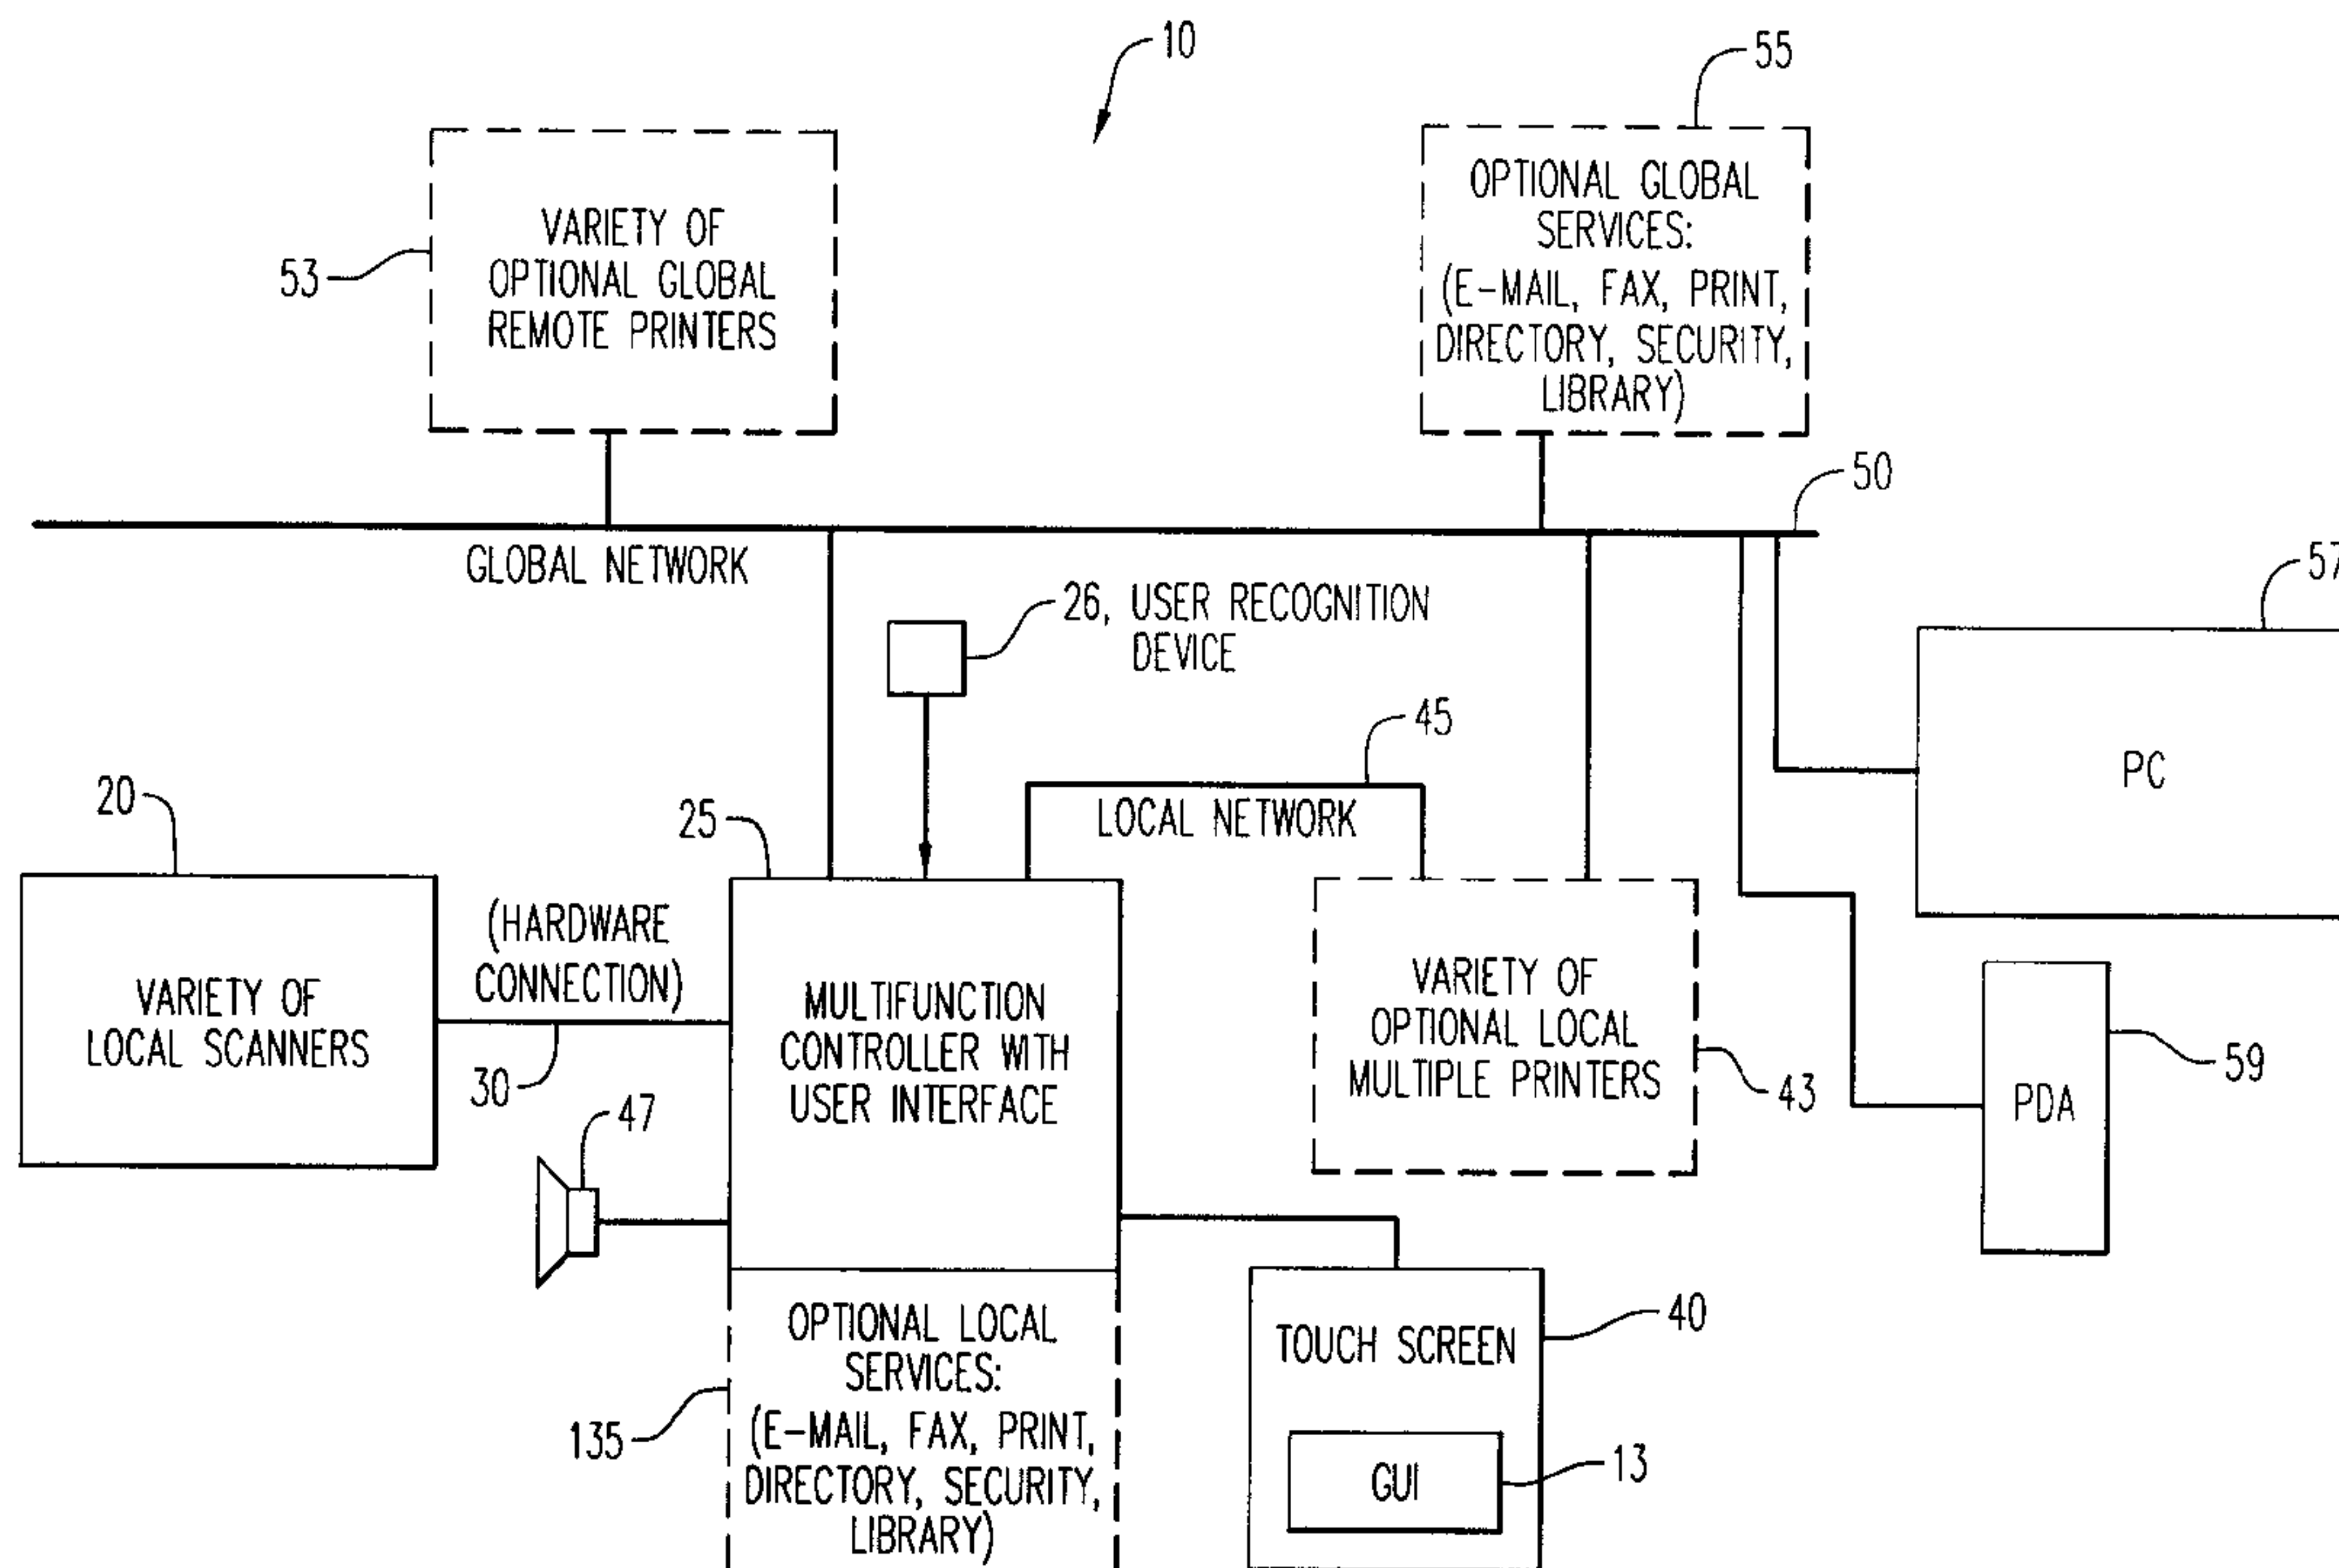 10
55
VARIETY OF
OPTIONAL GLOBAL
REMOTE PRINTERS
53
OPTIONAL GLOBAL
SERVICES:
(E-MAIL, FAX, PRINT,
DIRECTORY, SECURITY,
LIBRARY)
50
GLOBAL NETWORK
57
26, USER RECOGNITION
DEVICE
45
LOCAL NETWORK
PC
20
25
VARIETY OF
LOCAL SCANNERS
(HARDWARE
CONNECTION)
30
MULTIFUNCTION
CONTROLLER WITH
USER INTERFACE
VARIETY OF
OPTIONAL LOCAL
MULTIPLE PRINTERS
43
59
PDA
47
OPTIONAL LOCAL
SERVICES:
(E-MAIL, FAX, PRINT,
DIRECTORY, SECURITY,
LIBRARY)
135
40
TOUCH SCREEN
GUI
13